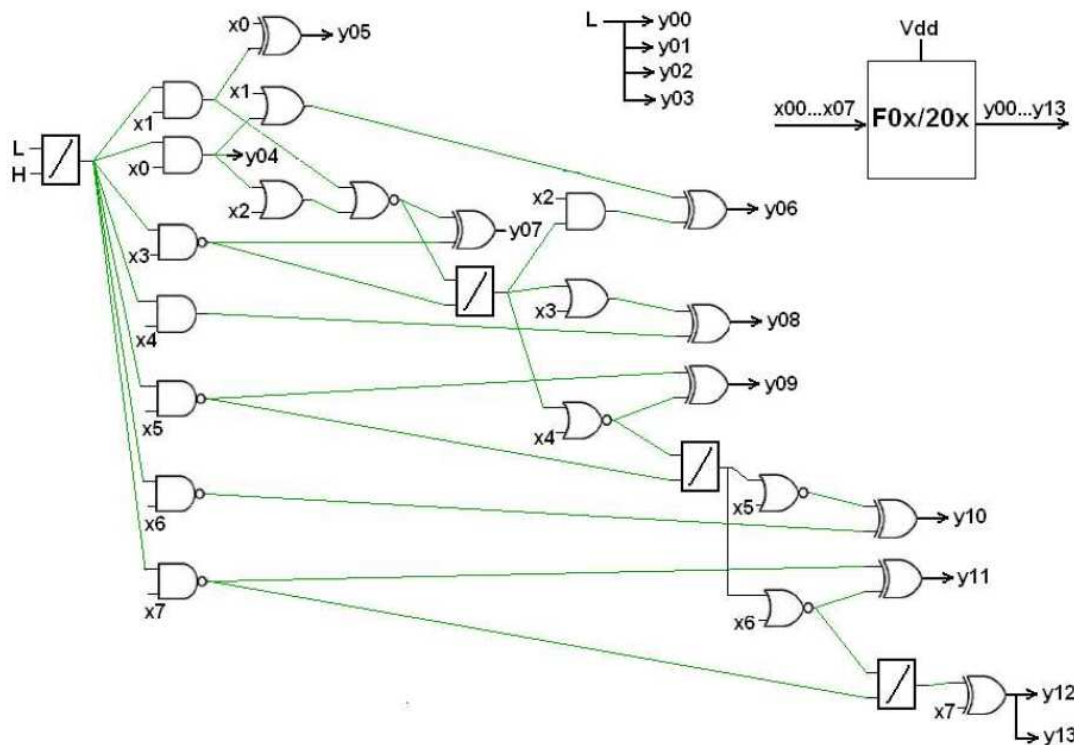 x0
y05
L
y00
y01
y02
y03
Vdd
x00...x07
F0x/20x
y00...y13
x1
x1
L
H
x0
y04
x2
x2
y06
x3
y07
x3
y08
x4
y09
x5
x4
x5
y10
x6
y11
x7
x6
x7
y12
y13